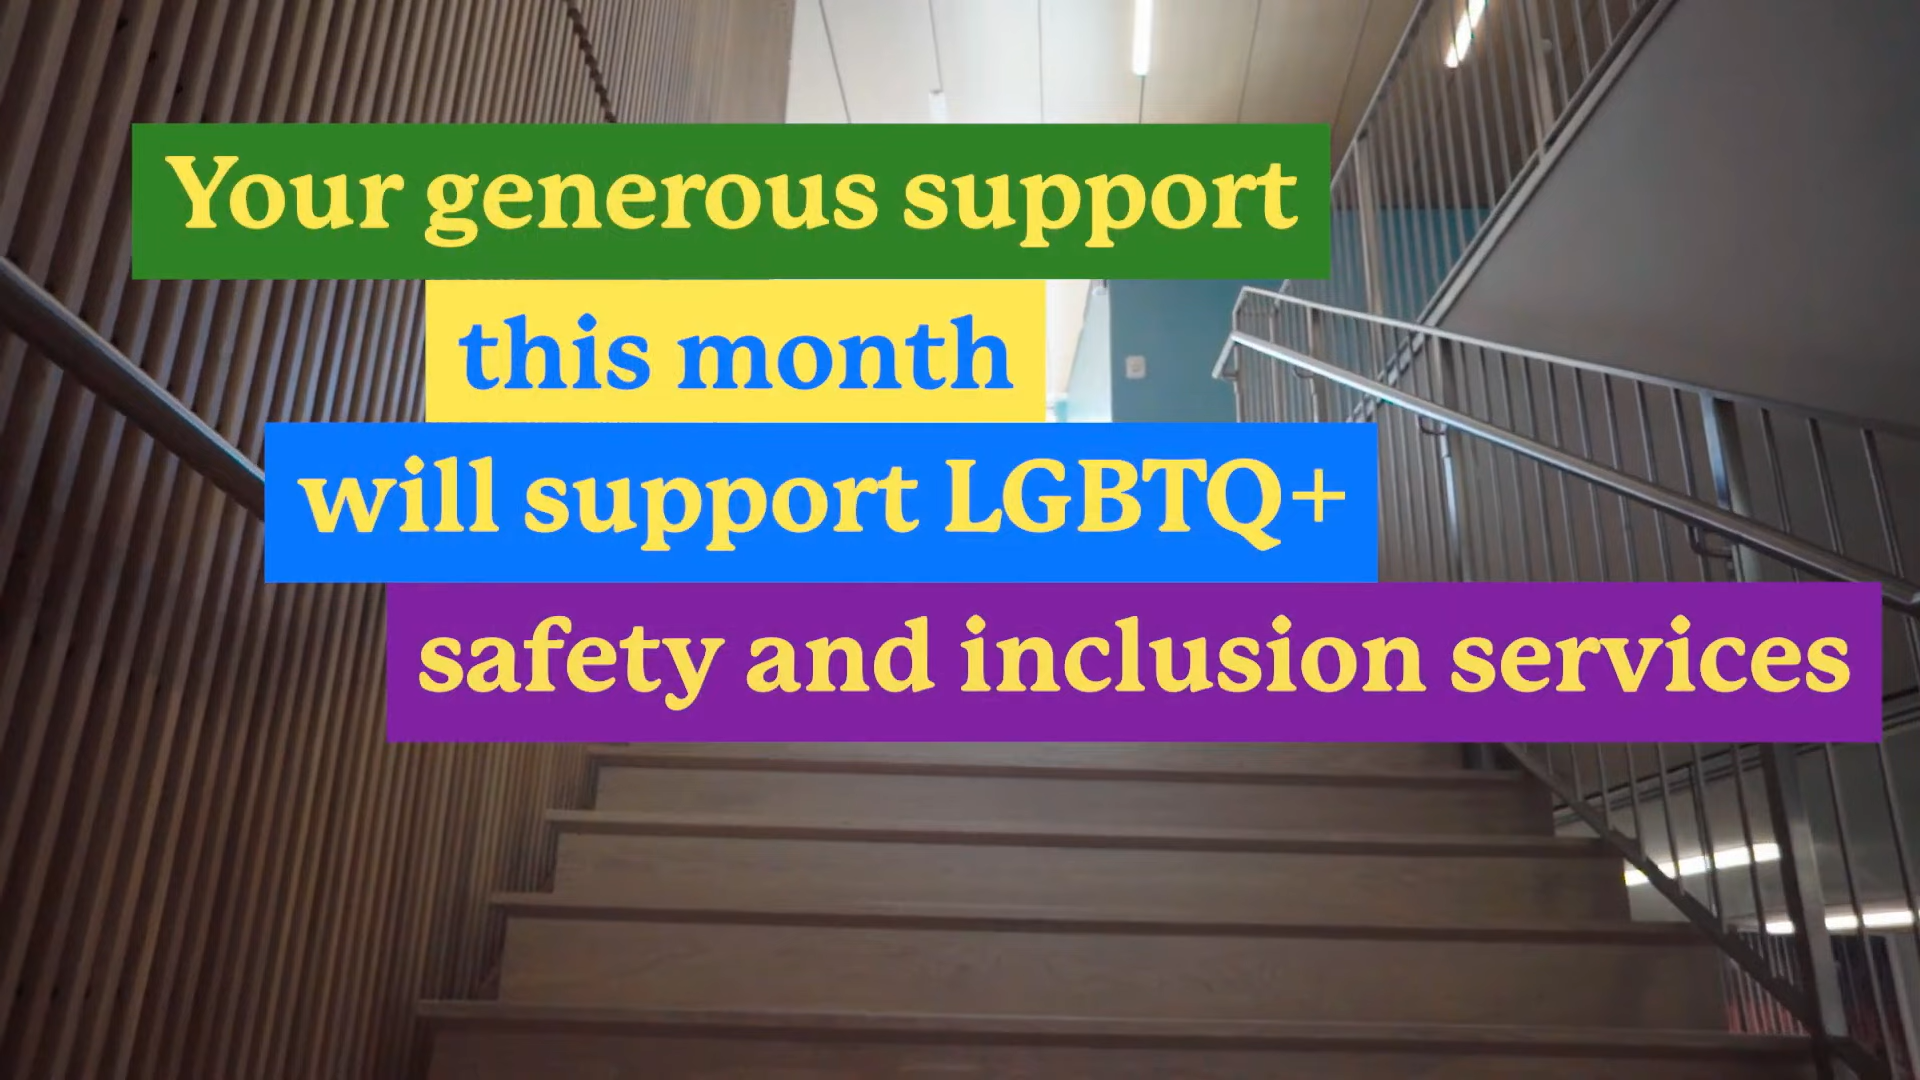 Your generous support
this month
will support LGBTQ+
safety and inclusion services